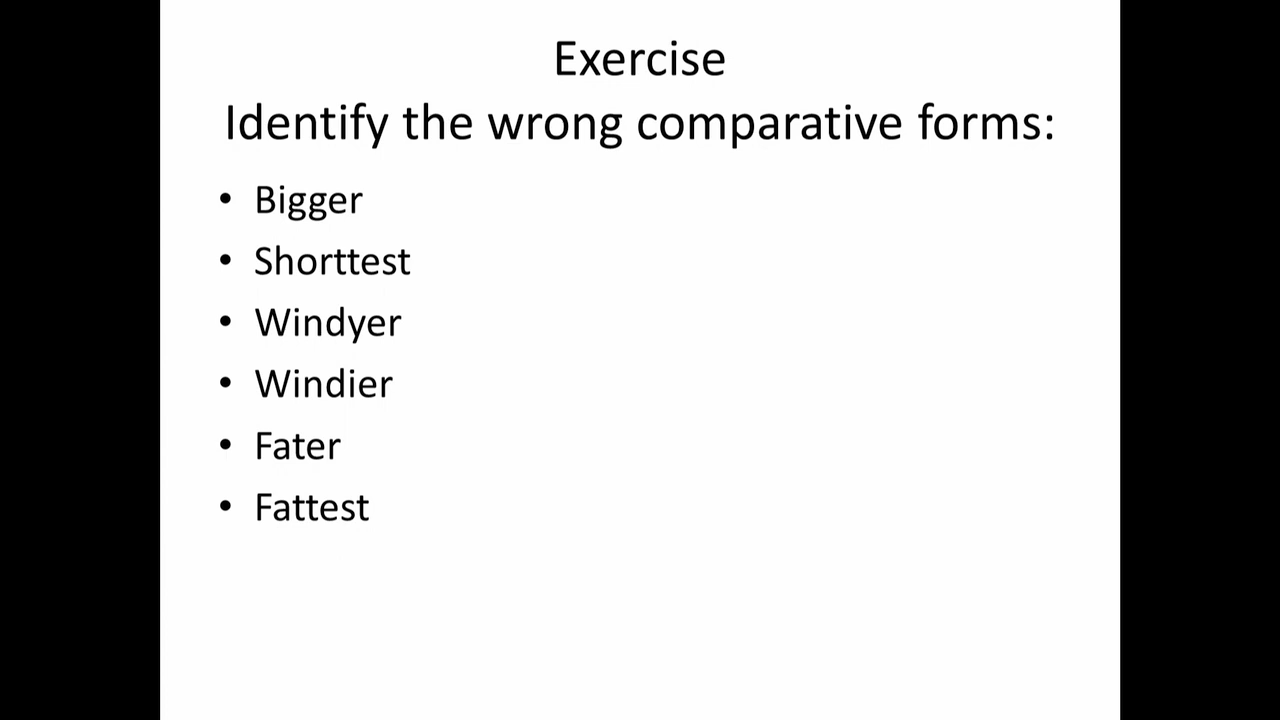 Exercise
Identify the wrong comparative forms:
• Bigger
• Shorttest
• Windyer
• Windier
• Fater
• Fattest